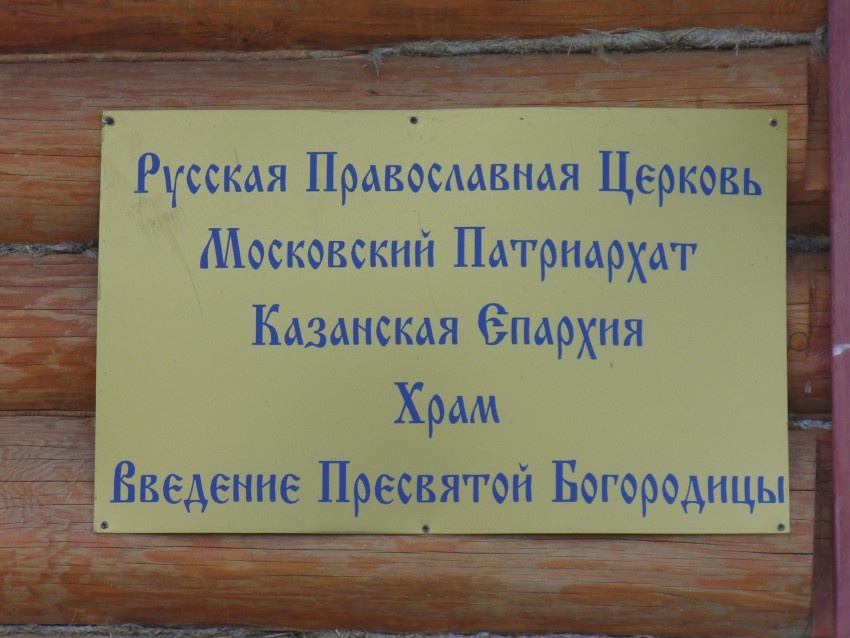 Русская Православная Церковь
Московский Патриархат
Казанская Епархия
Храм
Введение Пресвятой Богородицы